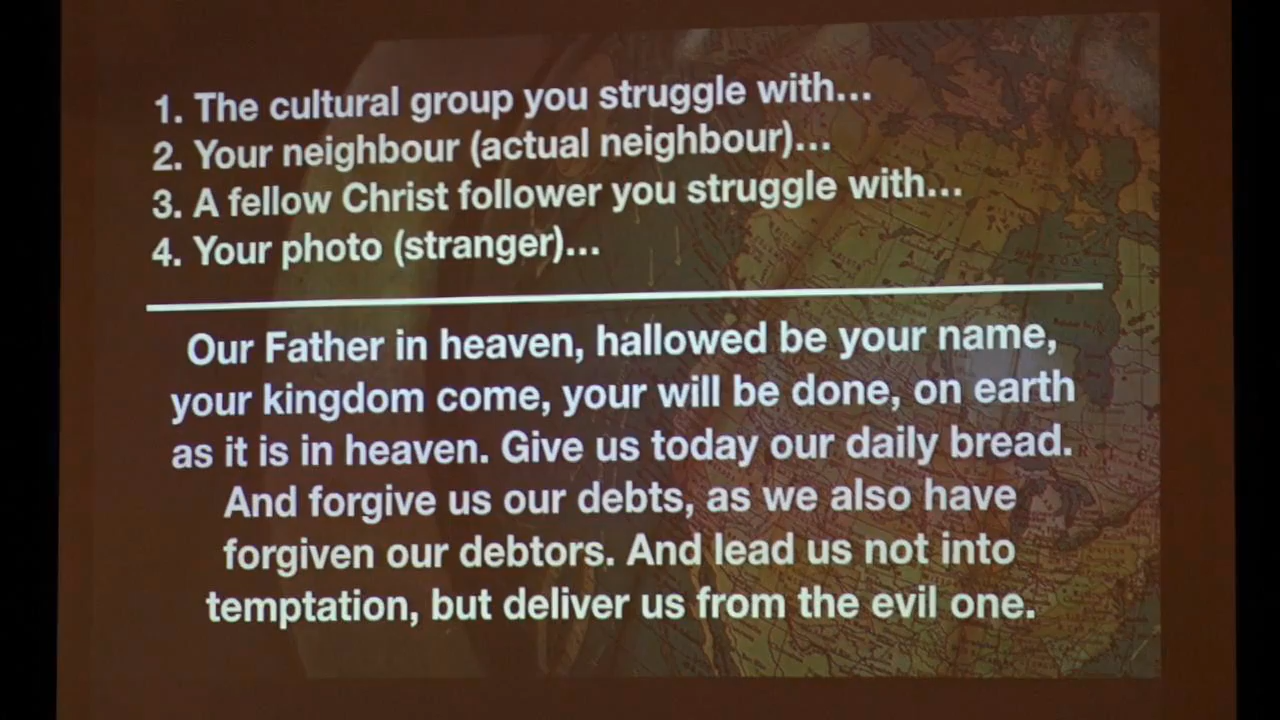 1. The cultural group you struggle with...
2. Your neighbour (actual neighbour)...
3. A fellow Christ follower you struggle with...
4. Your photo (stranger)...
Our Father in heaven, hallowed be your name,
your kingdom come, your will be done, on earth
as it is in heaven. Give us today our daily bread.
And forgive us our debts, as we also have
forgiven our debtors. And lead us not into
temptation, but deliver us from the evil one.